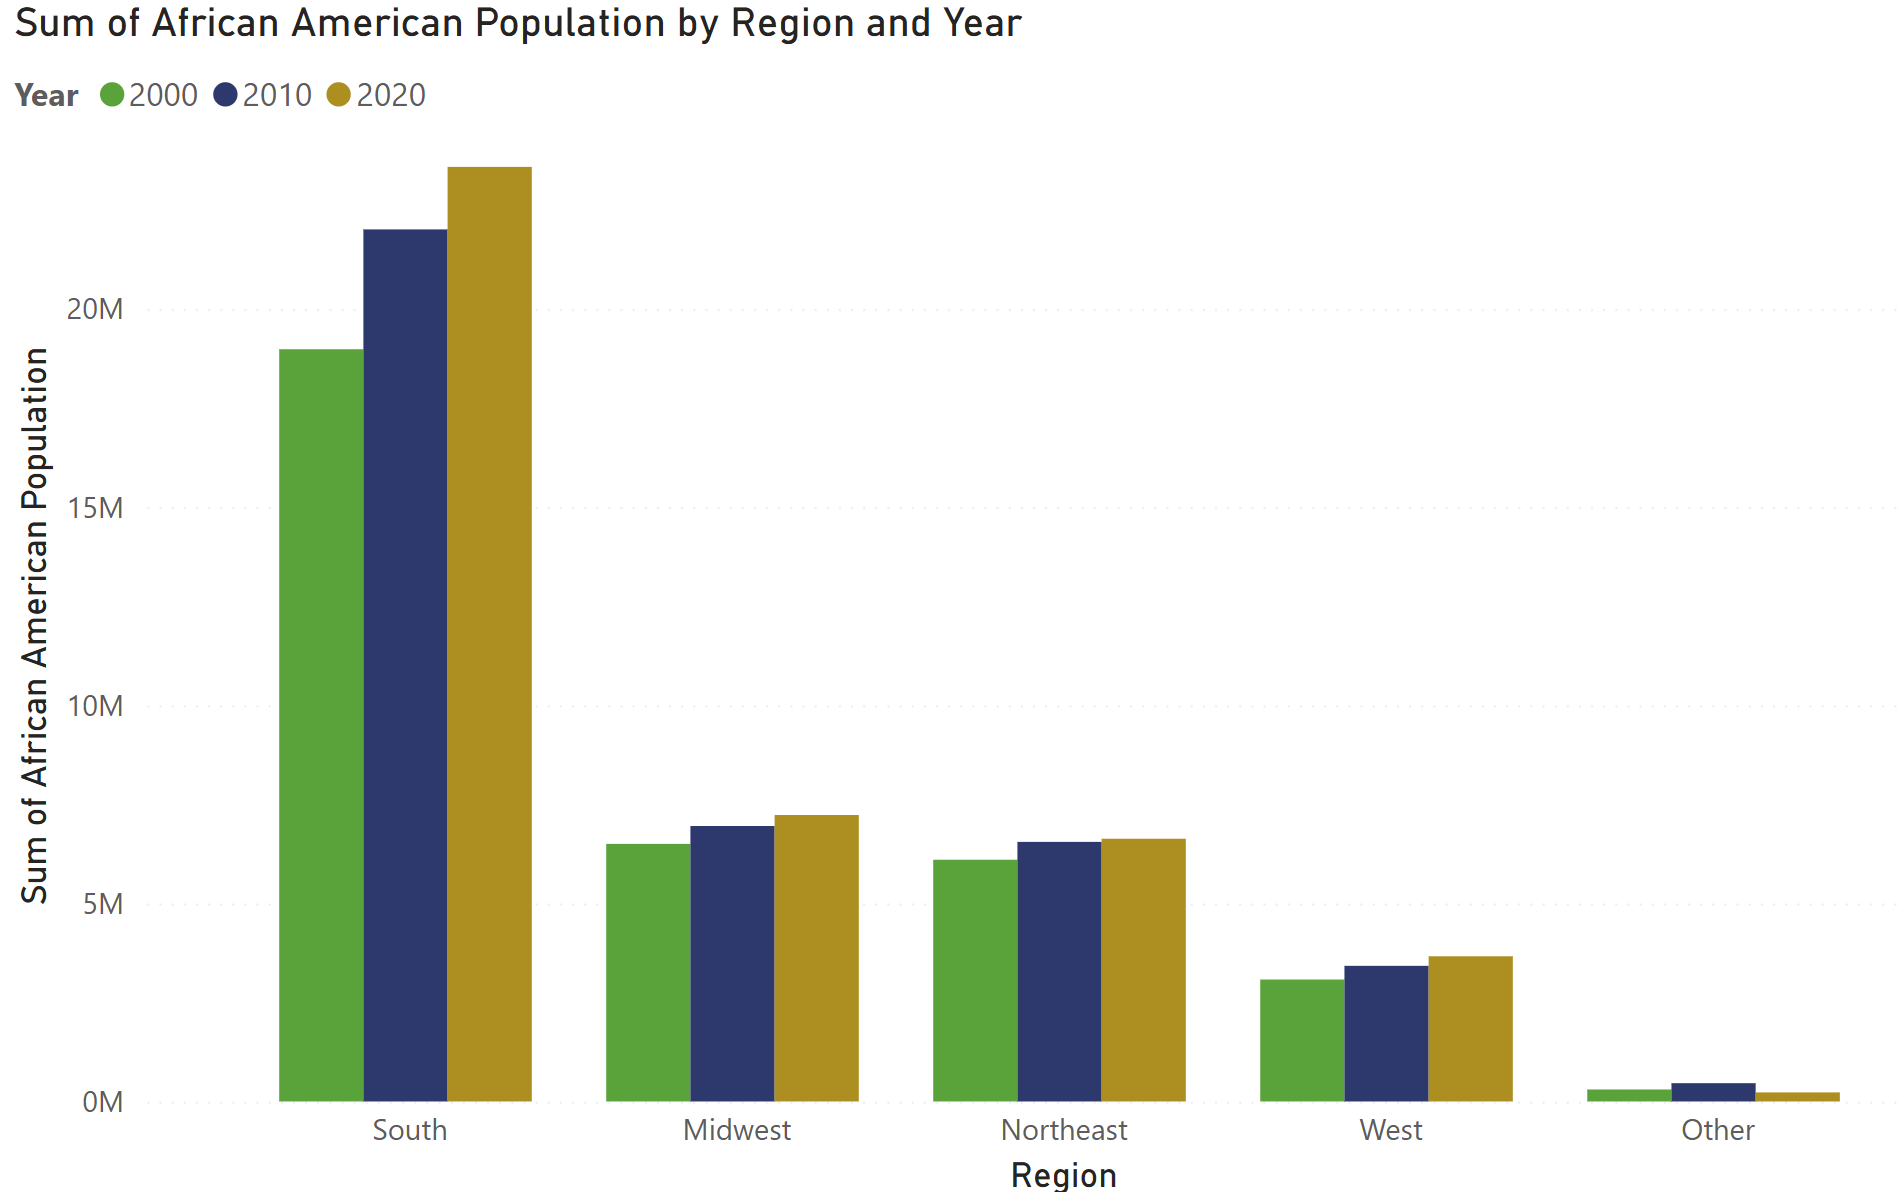 Sum of African American Population by Region and Year
Year 2000 2010 2020
Sum of African American Population
20M
15M
10M
5M
0M
South Midwest Northeast West Other
Region